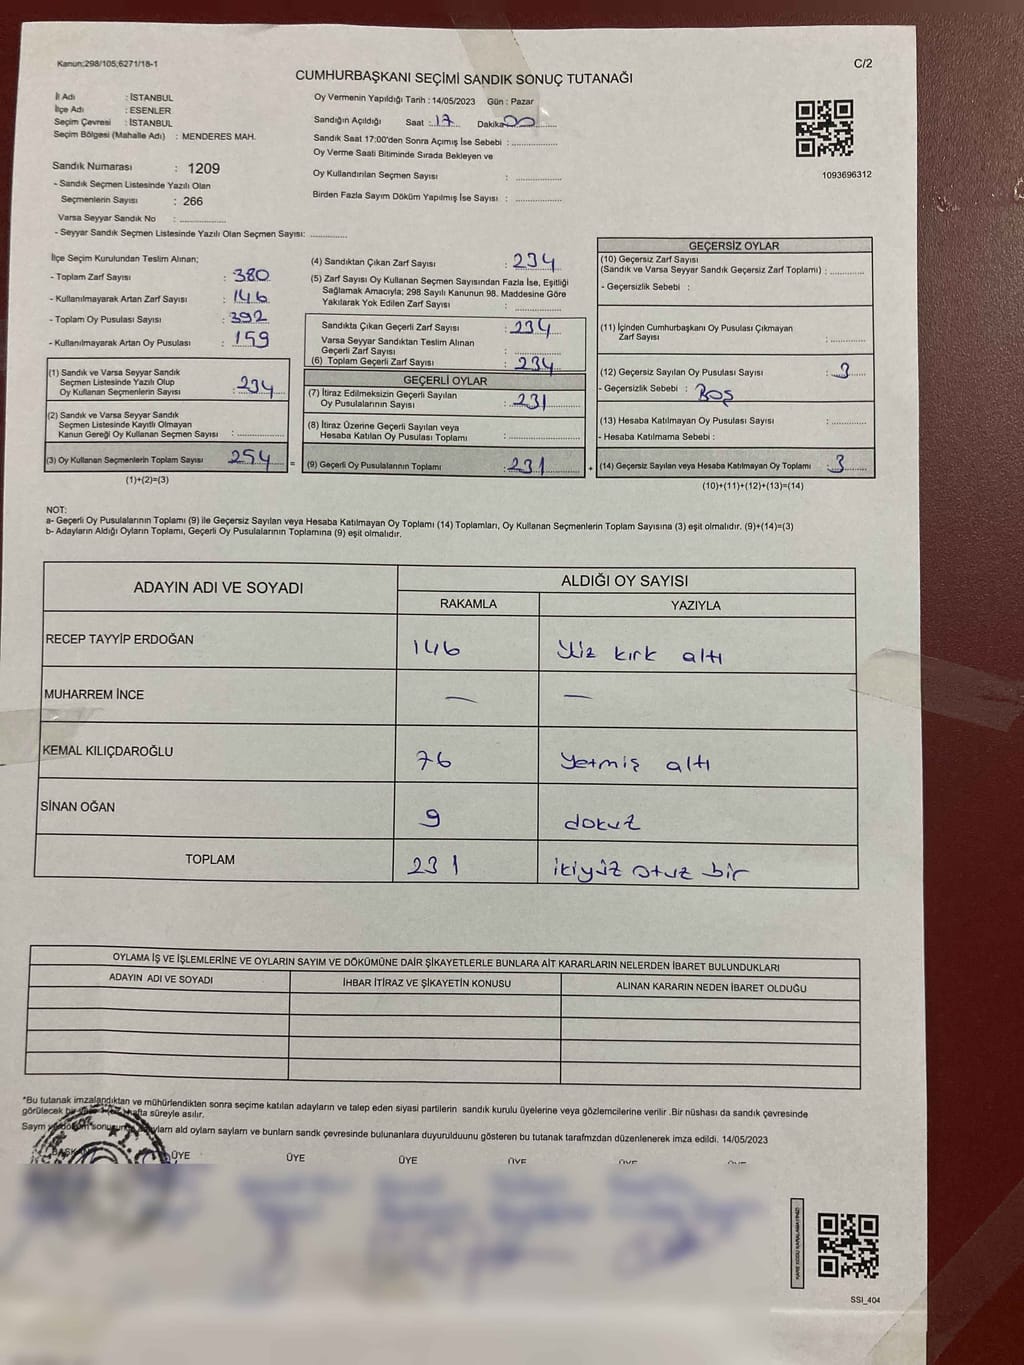 Kanun:298/105;6271/18-1
C/2
CUMHURBAŞKANI SEÇİMİ SANDIK SONUÇ TUTANAĞI
İl Adı : İSTANBUL
İlçe Adı : ESENLER
Seçim Çevresi : İSTANBUL
Seçim Bölgesi (Mahalle Adı) : MENDERES MAH.
Sandık Numarası : 1209
- Sandık Seçmen Listesinde Yazılı Olan
Seçmenlerin Sayısı : 266
Varsa Seyyar Sandık No :
- Seyyar Sandık Seçmen Listesinde Yazılı Olan Seçmen Sayısı:
Oy Vermenin Yapıldığı Tarih : 14/05/2023 Gün : Pazar
Sandığın Açıldığı Saat : 17 Dakika 00
Sandık Saat 17:00'den Sonra Açımış İse Sebebi :
Oy Verme Saati Bitiminde Sırada Bekleyen ve
Oy Kullandırılan Seçmen Sayısı :
Birden Fazla Sayım Döküm Yapılmış İse Sayısı :
1093696312
İlçe Seçim Kurulundan Teslim Alınan;
- Toplam Zarf Sayısı : 380
- Kullanılmayarak Artan Zarf Sayısı : 146
- Toplam Oy Pusulası Sayısı : 392
- Kullanılmayarak Artan Oy Pusulası : 159
(1) Sandık ve Varsa Seyyar Sandık
Seçmen Listesinde Yazılı Olup
Oy Kullanan Seçmenlerin Sayısı : 234
(2) Sandık ve Varsa Seyyar Sandık
Seçmen Listesinde Kayıtlı Olmayan
Kanun Gereği Oy Kullanan Seçmen Sayısı :
(3) Oy Kullanan Seçmenlerin Toplam Sayısı 254 =
(1)+(2)=(3)
(4) Sandıktan Çıkan Zarf Sayısı : 234
(5) Zarf Sayısı Oy Kullanan Seçmen Sayısından Fazla İse, Eşitliği
Sağlamak Amacıyla; 298 Sayılı Kanunun 98. Maddesine Göre
Yakılarak Yok Edilen Zarf Sayısı :
Sandıkta Çıkan Geçerli Zarf Sayısı : 234
Varsa Seyyar Sandıktan Teslim Alınan
Geçerli Zarf Sayısı :
(6) Toplam Geçerli Zarf Sayısı : 234
GEÇERLİ OYLAR
(7) İtiraz Edilmeksizin Geçerli Sayılan
Oy Pusulalarının Sayısı : 231
(8) İtiraz Üzerine Geçerli Sayılan veya
Hesaba Katılan Oy Pusulası Toplamı :
(9) Geçerli Oy Pusulalarının Toplamı : 231 +
GEÇERSİZ OYLAR
(10) Geçersiz Zarf Sayısı
(Sandık ve Varsa Seyyar Sandık Geçersiz Zarf Toplamı) :
- Geçersizlik Sebebi :
(11) İçinden Cumhurbaşkanı Oy Pusulası Çıkmayan
Zarf Sayısı :
(12) Geçersiz Sayılan Oy Pusulası Sayısı : 3
- Geçersizlik Sebebi : Boş
(13) Hesaba Katılmayan Oy Pusulası Sayısı :
- Hesaba Katılmama Sebebi :
(14) Geçersiz Sayılan veya Hesaba Katılmayan Oy Toplamı : 3
(10)+(11)+(12)+(13)=(14)
NOT:
a- Geçerli Oy Pusulalarının Toplamı (9) ile Geçersiz Sayılan veya Hesaba Katılmayan Oy Toplamı (14) Toplamları, Oy Kullanan Seçmenlerin Toplam Sayısına (3) eşit olmalıdır. (9)+(14)=(3)
b- Adayların Aldığı Oyların Toplamı, Geçerli Oy Pusulalarının Toplamına (9) eşit olmalıdır.
ADAYIN ADI VE SOYADI ALDIĞI OY SAYISI
RAKAMLA YAZIYLA
RECEP TAYYİP ERDOĞAN 146 Yüz kırk altı
MUHARREM İNCE — —
KEMAL KILIÇDAROĞLU 76 Yetmiş altı
SİNAN OĞAN 9 dokuz
TOPLAM 231 ikiyüz otuz bir
OYLAMA İŞ VE İŞLEMLERİNE VE OYLARIN SAYIM VE DÖKÜMÜNE DAİR ŞİKAYETLERLE BUNLARA AİT KARARLARIN NELERDEN İBARET BULUNDUKLARI
ADAYIN ADI VE SOYADI İHBAR İTİRAZ VE ŞİKAYETİN KONUSU ALINAN KARARIN NEDEN İBARET OLDUĞU
*Bu tutanak imzalandıktan ve mühürlendikten sonra seçime katılan adayların ve talep eden siyasi partilerin sandık kurulu üyelerine veya gözlemcilerine verilir .Bir nüshası da sandık çevresinde
görülecek bir hafta süreyle asılır.
Saym ald oylarn saylarn ve bunlarn sandk çevresinde bulunanlara duyurulduunu gösteren bu tutanak tarafmzdan düzenlenerek imza edildi. 14/05/2023
BAŞKAN ÜYE ÜYE ÜYE ÜYE ÜYE ÜYE
SSI_404